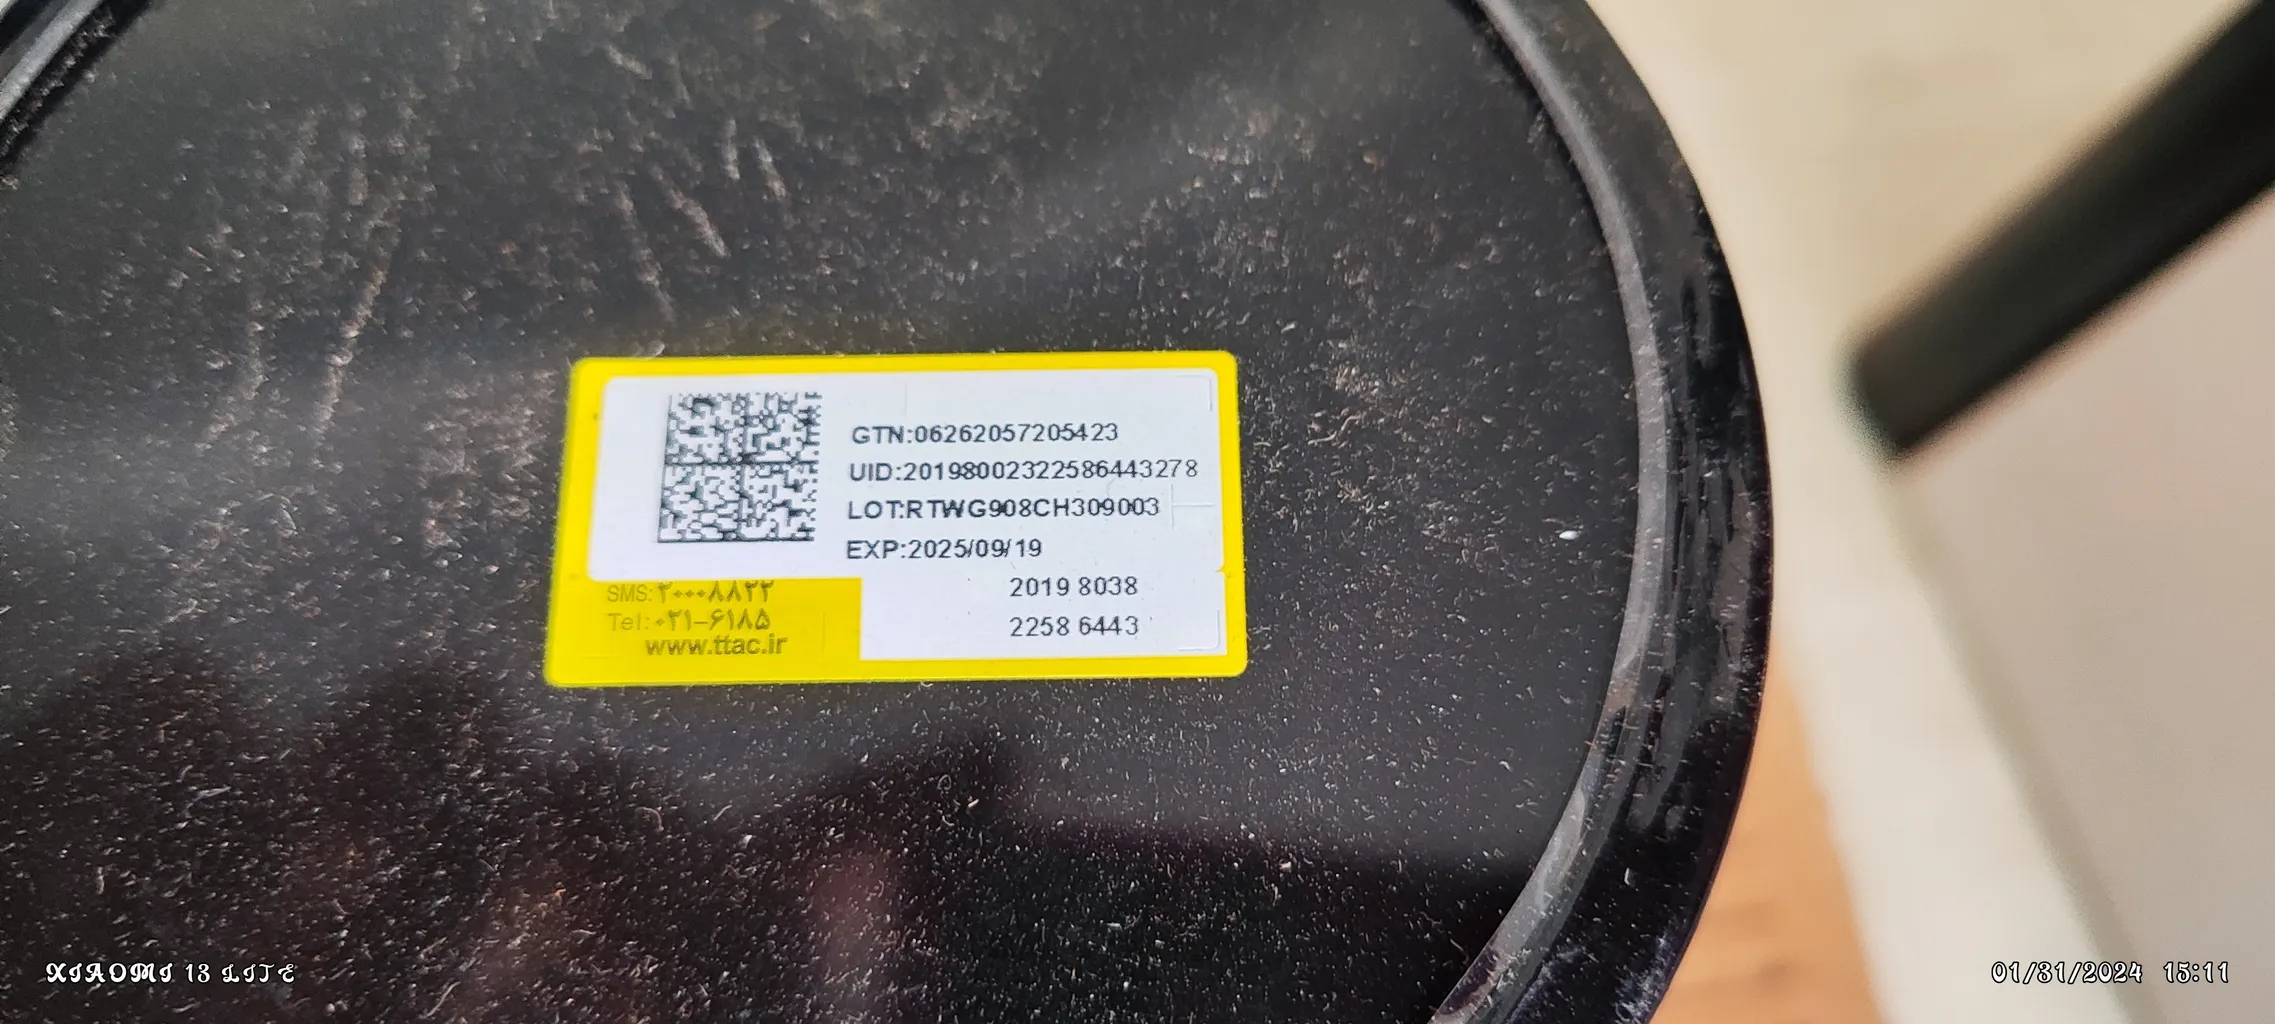 GTN:06262057205423
UID:20198002322586443278
LOT:RTWG908CH309003
EXP:2025/09/19
2019 8038
2258 6443
SMS:۲۰۰۰۸۸۲۲
Tel:۰۲۱-۶۱۸۵
www.ttac.ir
XIAOMI 13 LITE
01/31/2024 15:11